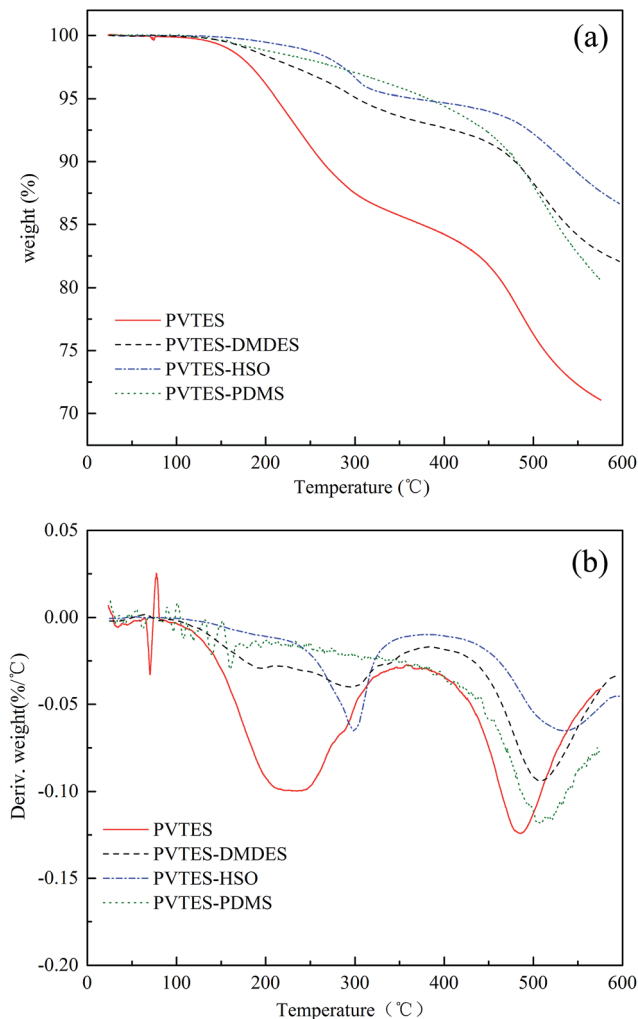 (a)
100
95
90
85
80
75
70
weight (%)
PVTES
PVTES-DMDES
PVTES-HSO
PVTES-PDMS
0 100 200 300 400 500 600
Temperature (℃)
(b)
0.05
0.00
-0.05
-0.10
-0.15
-0.20
Deriv. weight(%/℃)
PVTES
PVTES-DMDES
PVTES-HSO
PVTES-PDMS
0 100 200 300 400 500 600
Temperature（℃）